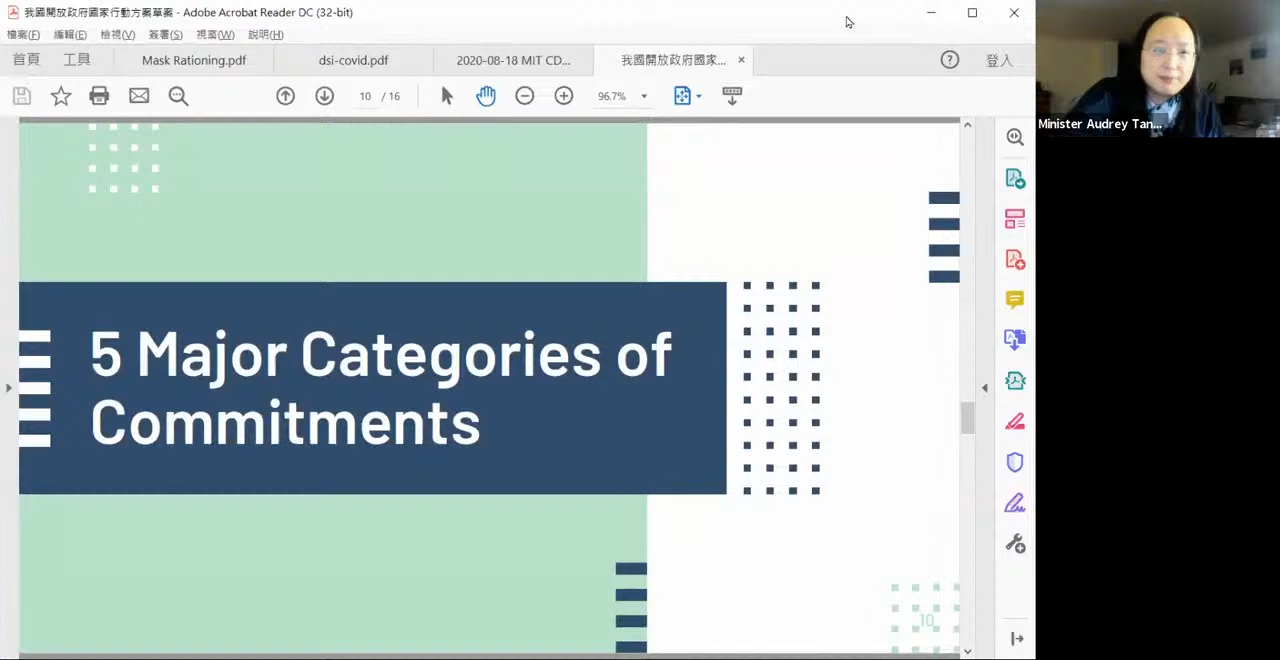 我國開放政府國家行動方案草案 - Adobe Acrobat Reader DC (32-bit)
檔案(F) 編輯(E) 檢視(V) 簽署(S) 視窗(W) 說明(H)
首頁 工具 Mask Rationing.pdf dsi-covid.pdf 2020-08-18 MIT CD... 我國開放政府國家... × 登入
10 / 16 96.7%
Minister Audrey Tan...
5 Major Categories of
Commitments
10